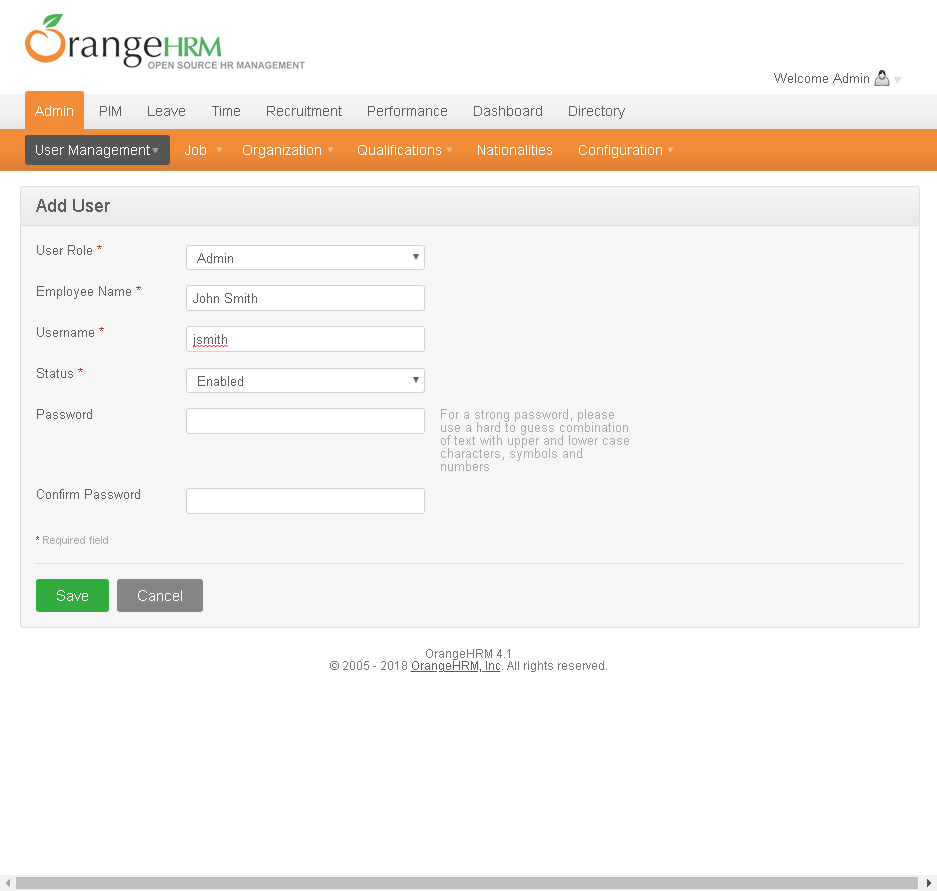 OrangeHRM
OPEN SOURCE HR MANAGEMENT
Welcome Admin
Admin PIM Leave Time Recruitment Performance Dashboard Directory
User Management Job Organization Qualifications Nationalities Configuration
Add User
User Role * Admin
Employee Name * John Smith
Username * jsmith
Status * Enabled
Password
For a strong password, please
use a hard to guess combination
of text with upper and lower case
characters, symbols and
numbers
Confirm Password
* Required field
Save Cancel
OrangeHRM 4.1
© 2005 - 2018 OrangeHRM, Inc. All rights reserved.